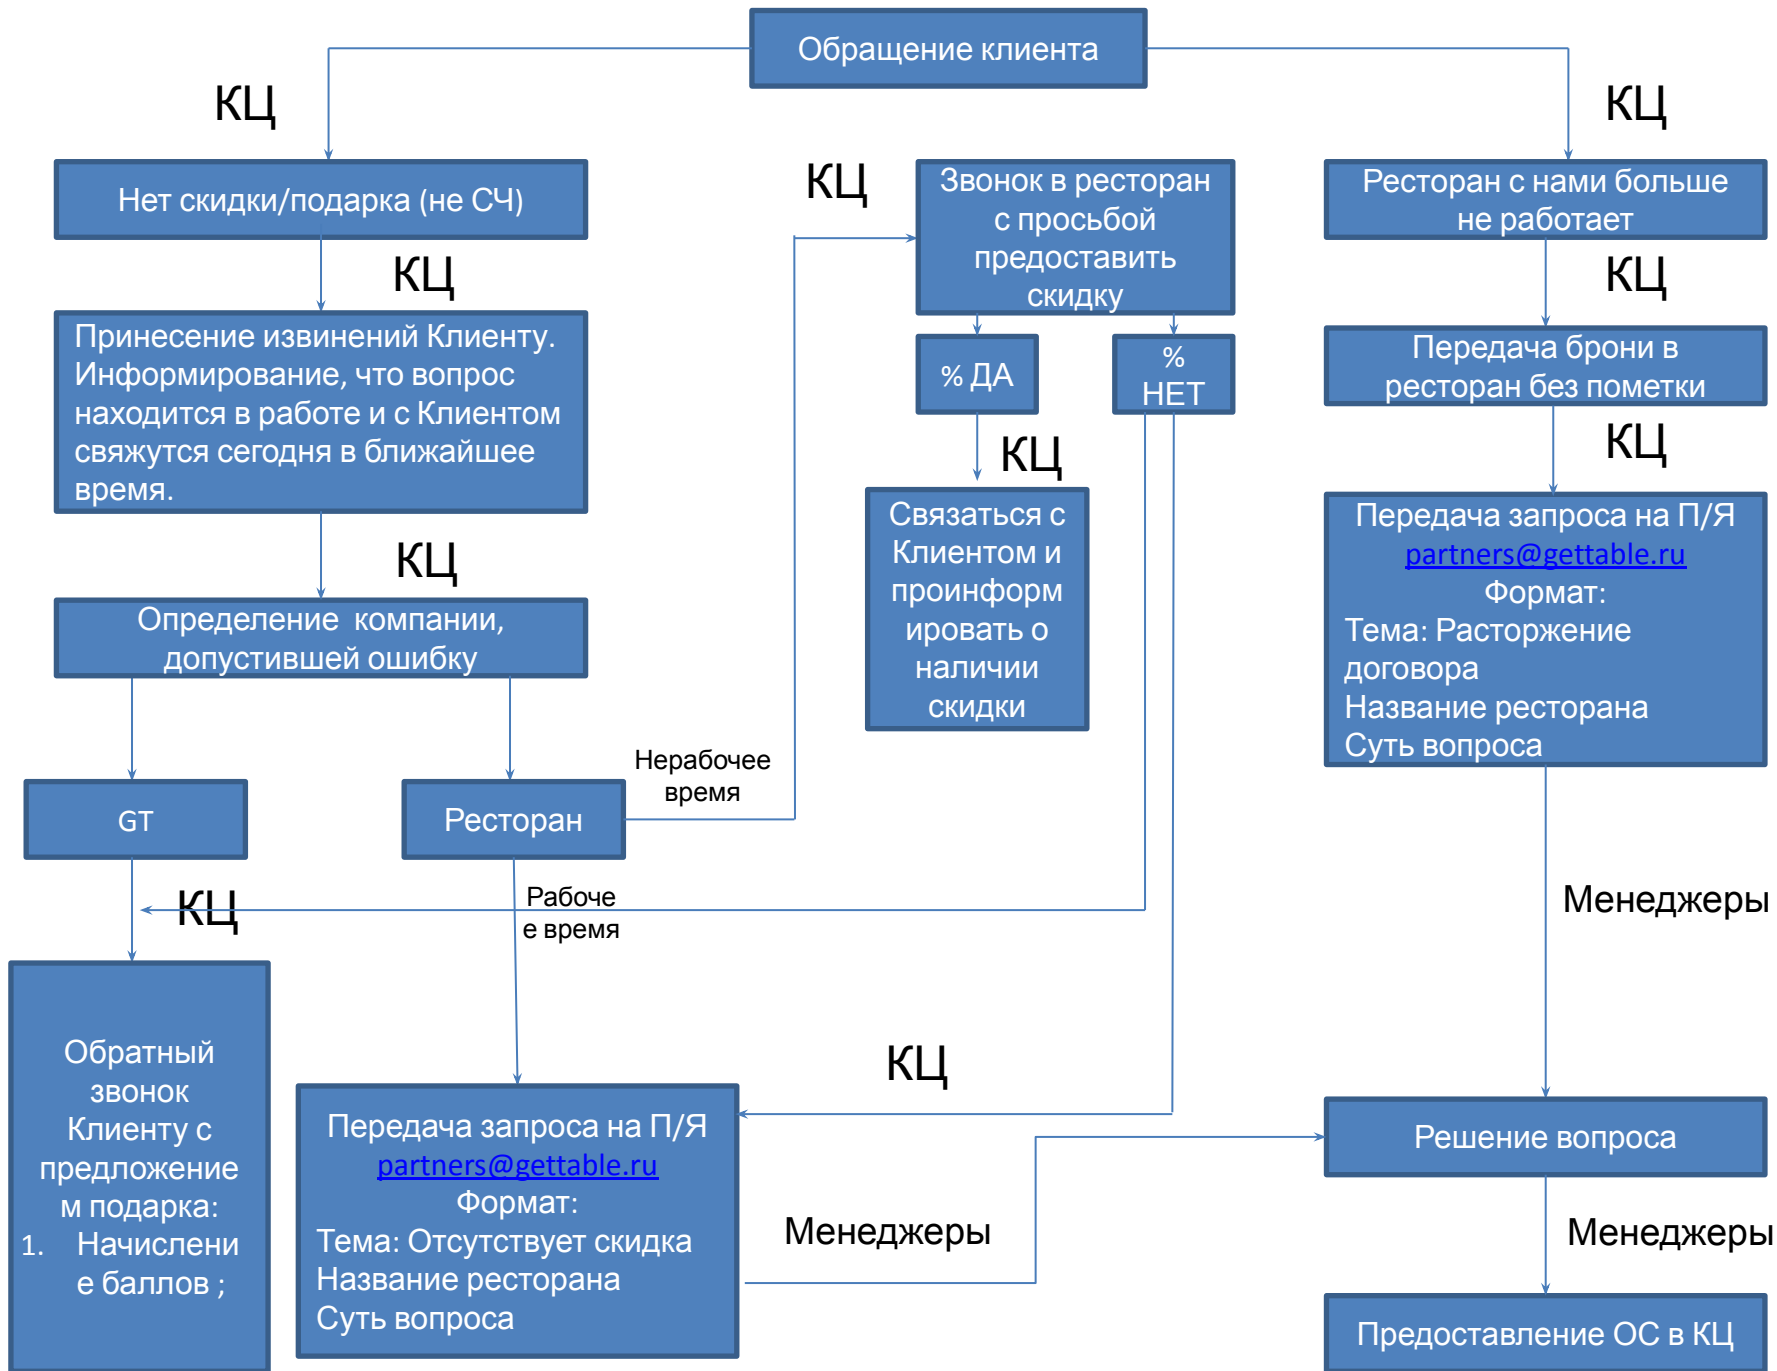 Обращение клиента
КЦ
КЦ
Нет скидки/подарка (не СЧ)
КЦ
Звонок в ресторан
с просьбой
предоставить
скидку
Ресторан с нами больше
не работает
КЦ
КЦ
Принесение извинений Клиенту.
Информирование, что вопрос
находится в работе и с Клиентом
свяжутся сегодня в ближайшее
время.
% ДА
%
НЕТ
Передача брони в
ресторан без пометки
КЦ
КЦ
Связаться с
Клиентом и
проинформ
ировать о
наличии
скидки
Передача запроса на П/Я
partners@gettable.ru
Формат:
Тема: Расторжение
договора
Название ресторана
Суть вопроса
КЦ
Определение  компании,
допустившей ошибку
Нерабочее
время
GT
Ресторан
КЦ
Рабоче
е время
Менеджеры
Обратный
звонок
Клиенту с
предложение
м подарка:
1. Начислени
е баллов ;
КЦ
Передача запроса на П/Я
partners@gettable.ru
Формат:
Тема: Отсутствует скидка
Название ресторана
Суть вопроса
Менеджеры
Решение вопроса
Менеджеры
Предоставление ОС в КЦ